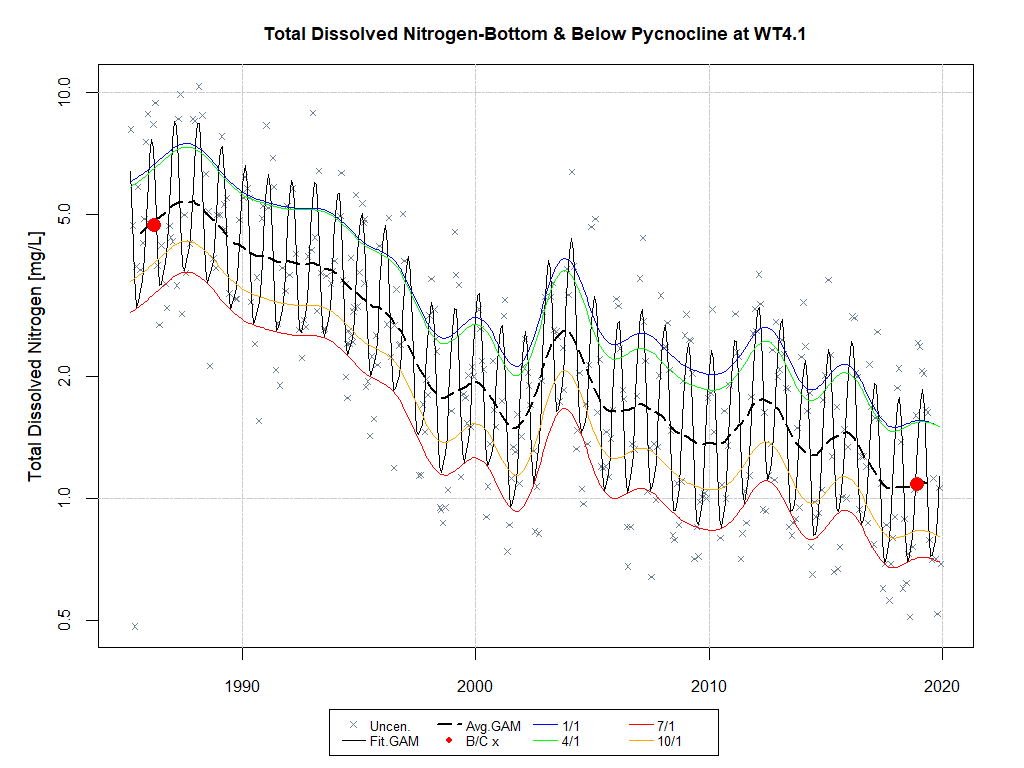 Total Dissolved Nitrogen-Bottom & Below Pycnocline at WT4.1
Total Dissolved Nitrogen [mg/L]
10.0
5.0
2.0
1.0
0.5
1990 2000 2010 2020
Uncen. Avg.GAM 1/1 7/1
Fit.GAM B/C x 4/1 10/1